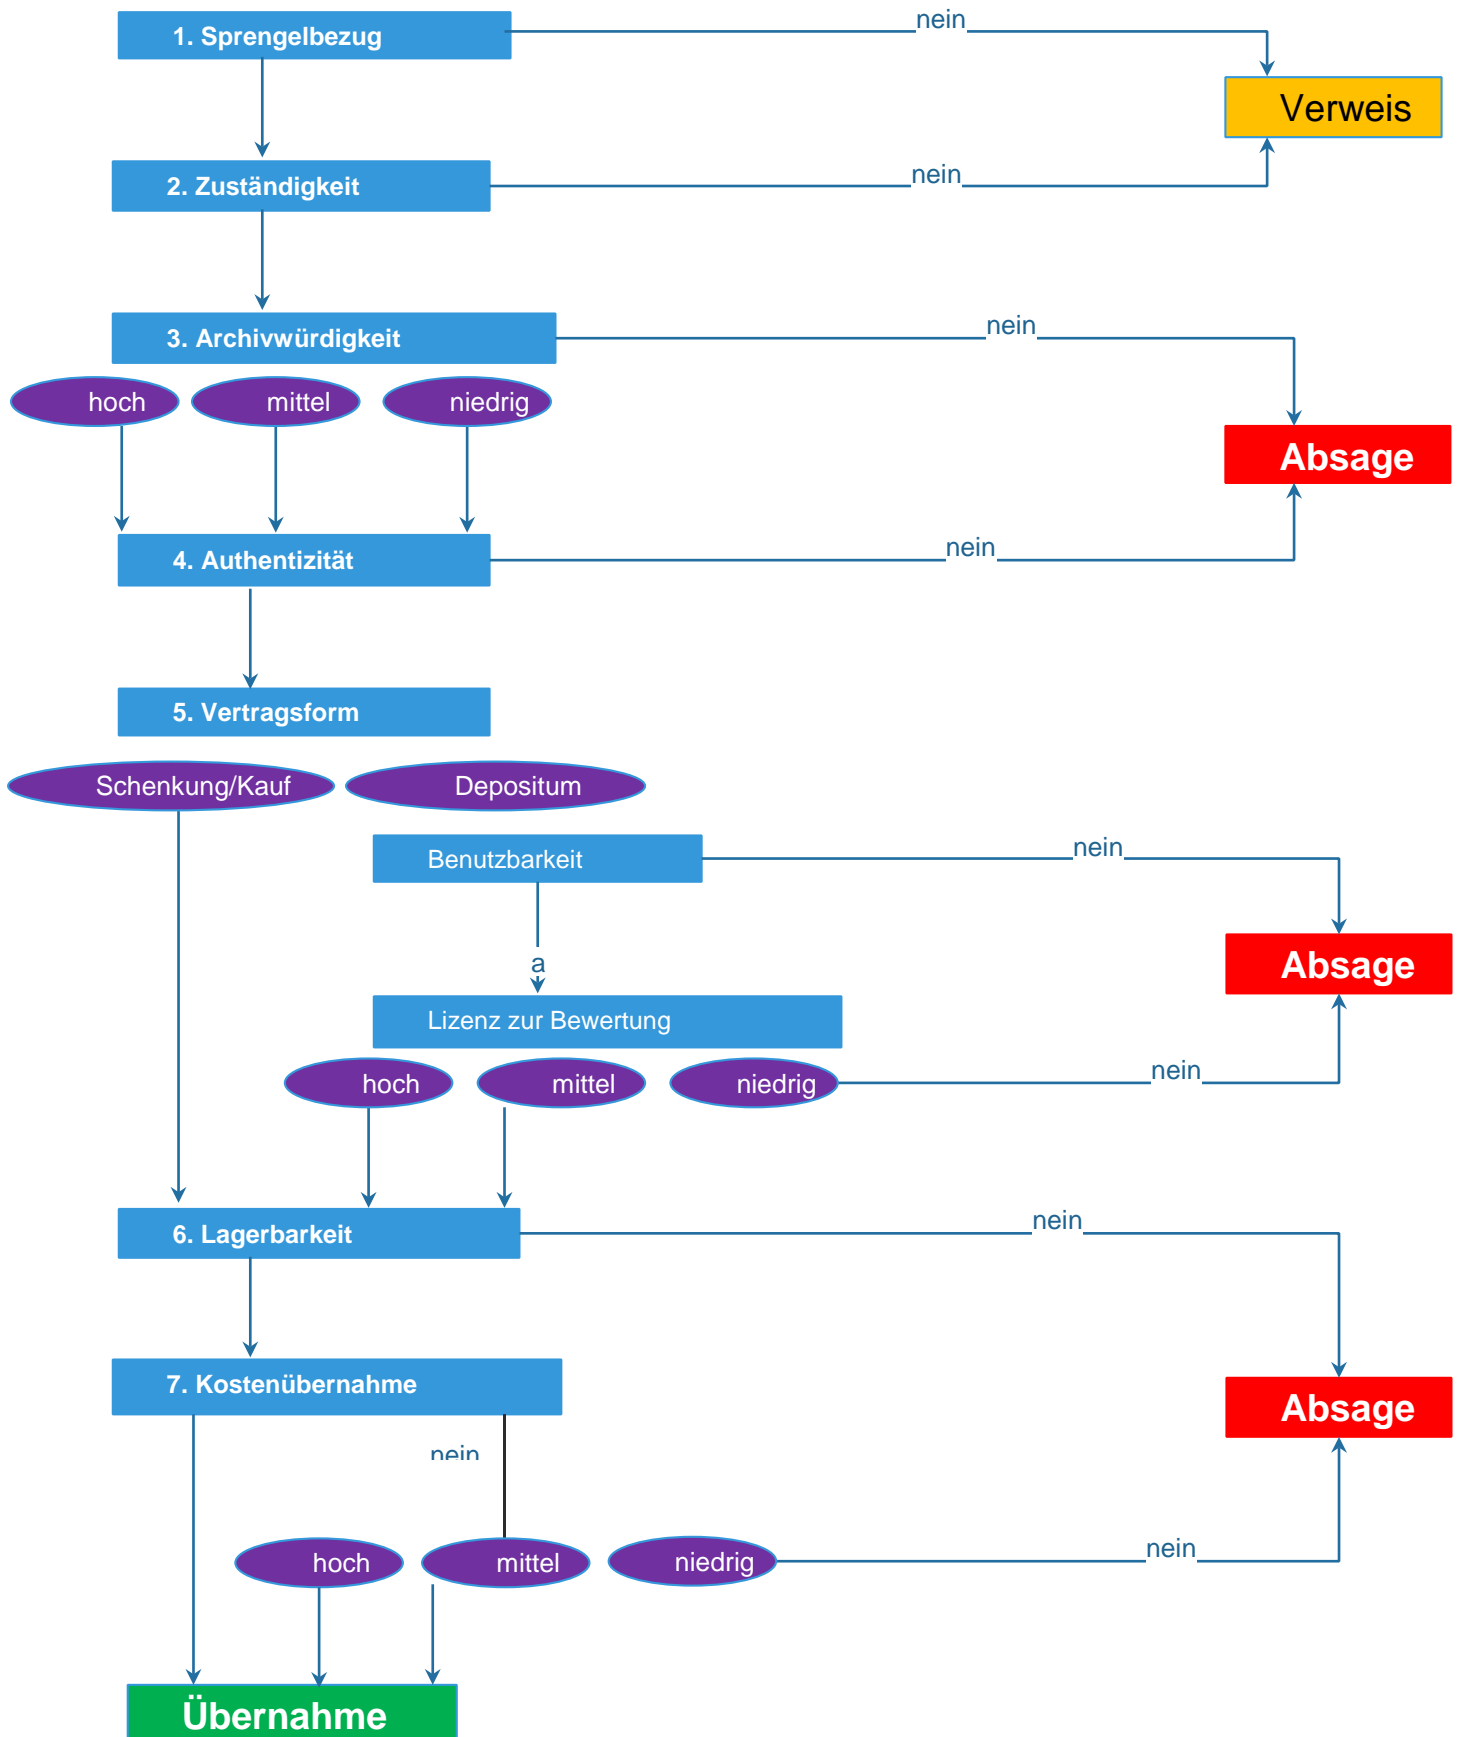 nein
1. Sprengelbezug
Verweis
2. Zuständigkeit
nein
nein
3. Archivwürdigkeit
hoch mittel niedrig
Absage
nein
4. Authentizität
5. Vertragsform
Schenkung/Kauf Depositum
nein
Benutzbarkeit
a
Absage
Lizenz zur Bewertung
nein
hoch mittel niedrig
nein
6. Lagerbarkeit
7. Kostenübernahme
Absage
nein
nein
hoch mittel niedrig
Übernahme